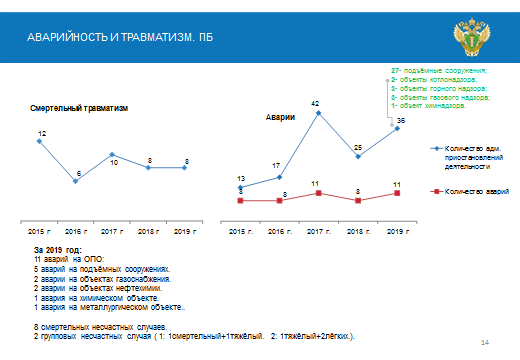 АВАРИЙНОСТЬ И ТРАВМАТИЗМ. ПБ
27- подъёмные сооружения;
2- объекты котлонадзора;
3- объекты горного надзора;
3- объекты газового надзора;
1- объект химнадзора.
Смертельный травматизм
12
6
10
8
8
2015 г
2016 г
2017 г
2018 г
2019 г
Аварии
13
17
42
25
36
8
8
11
8
11
2015 г.
2016 г.
2017 г.
2018 г.
2019 г
Количество адм.
приостановлений
деятельности
Количество аварий
За 2019 год:
11 аварий на ОПО:
5 аварий на подъёмных сооружениях.
2 аварии на объектах газоснабжения.
2 аварии на объектах нефтехимии.
1 авария на химическом объекте.
1 авария на металлургическом объекте..
8 смертельных несчастных случаев.
2 групповых несчастных случая ( 1: 1смертельный+1тяжёлый. 2: 1тяжёлый+2лёгких.).
14